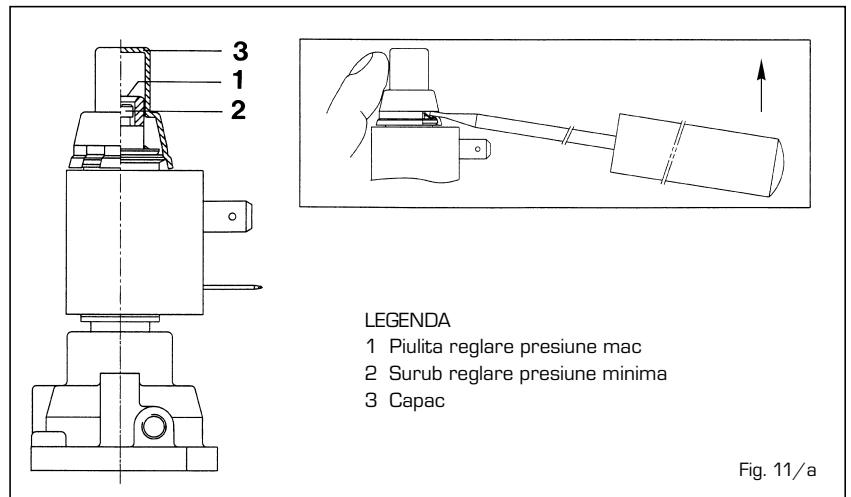 3
1
2
LEGENDA
1 Piulita reglare presiune mac
2 Surub reglare presiune minima
3 Capac
Fig. 11/a